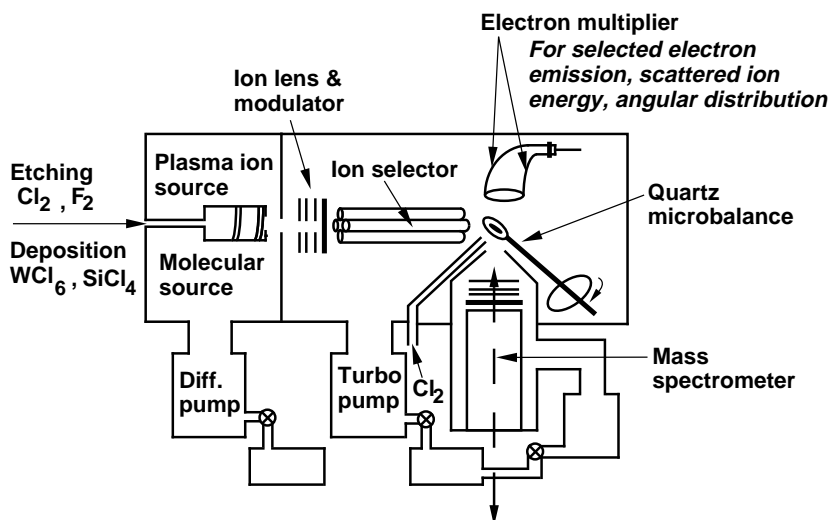 Electron multiplier
For selected electron
emission, scattered ion
energy, angular distribution
Ion lens &
modulator
Etching
Cl2 , F2
Plasma ion
source
Ion selector
Quartz
microbalance
Deposition
WCl6 , SiCl4
Molecular
source
Diff.
pump
Turbo
pump
Cl2
Mass
spectrometer